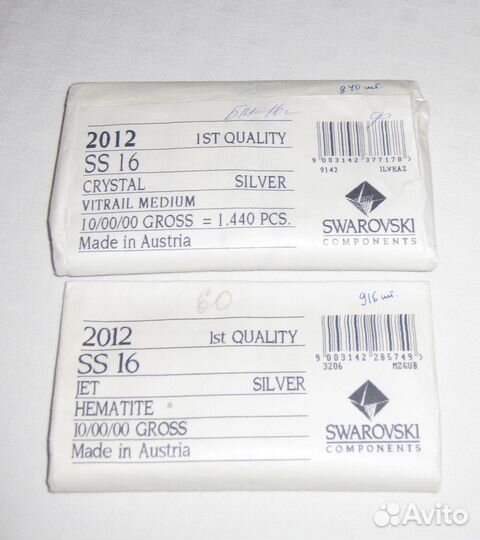 840 шт.
2012 1ST QUALITY
SS 16
CRYSTAL SILVER
VITRAIL MEDIUM
10/00/00 GROSS = 1.440 PCS.
Made in Austria
9 003142 377178 >
9142 ILVEAZ
SWAROVSKI
COMPONENTS
60
916 шт.
2012 1st QUALITY
SS 16
JET SILVER
HEMATITE
10/00/00 GROSS
Made in Austria
9 003142 285749 >
3206 MZGUB
SWAROVSKI
COMPONENTS
Avito